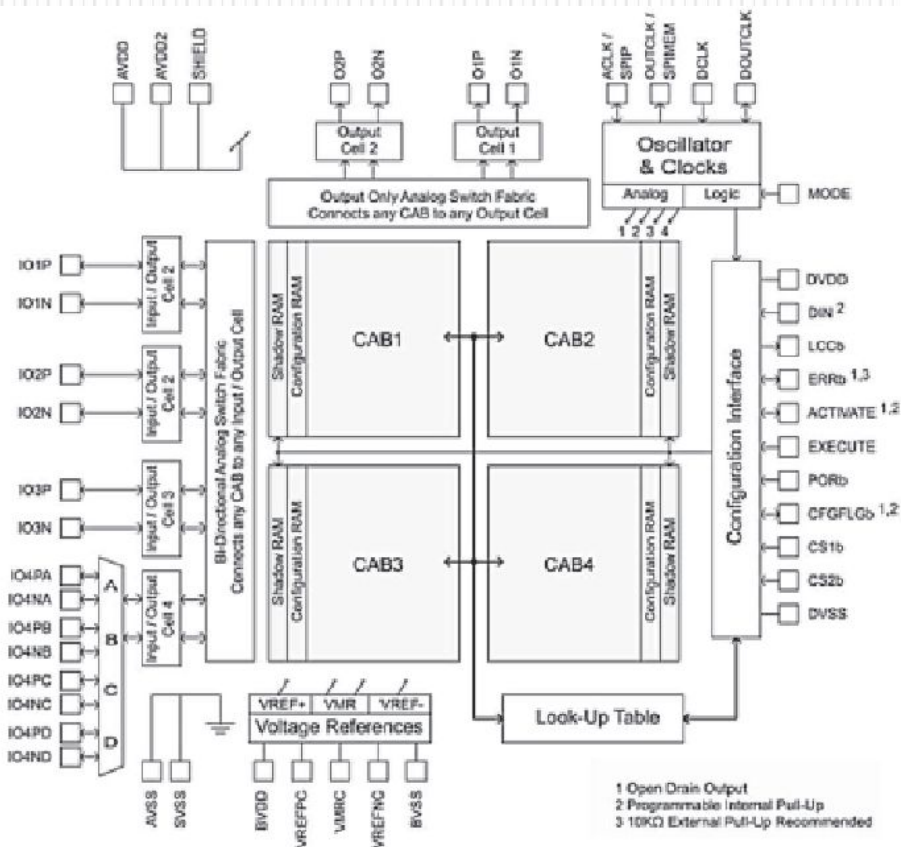 AVDD
AVDD2
SHIELD
O2P
O2N
O1P
O1N
ACLK /
SPIP
OUTCLK /
SPIMEM
DCLK
DOUTCLK
Output
Cell 2
Output
Cell 1
Oscillator
& Clocks
Analog
Logic
MODE
Output Only Analog Switch Fabric
Connects any CAB to any Output Cell
1 2 3 4
IO1P
IO1N
IO2P
IO2N
IO3P
IO3N
IO4PA
IO4NA
IO4PB
IO4NB
IO4PC
IO4NC
IO4PD
IO4ND
A
B
C
D
Input / Output
Cell 2
Input / Output
Cell 2
Input / Output
Cell 3
Input / Output
Cell 4
Bi-Directional Analog Switch Fabric
Connects any CAB to any Input / Output Cell
Shadow RAM
Configuration RAM
CAB1
CAB2
Configuration RAM
Shadow RAM
Shadow RAM
Configuration RAM
CAB3
CAB4
Configuration RAM
Shadow RAM
Configuration Interface
DVDD
DIN 2
LCCb
ERRb 1,3
ACTIVATE 1,2
EXECUTE
PORb
CFGFLGb 1,2
CS1b
CS2b
DVSS
VREF+
VMR
VREF-
Voltage References
Look-Up Table
AVSS
SVSS
BVDD
VREFPC
VMRC
VREFNC
BVSS
1 Open Drain Output
2 Programmable Internal Pull-Up
3 10KΩ External Pull-Up Recommended